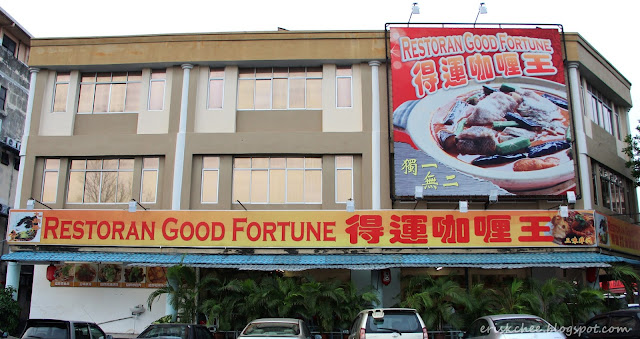 RESTORAN GOOD FORTUNE
得運咖喱王
獨一無二
RESTORAN GOOD FORTUNE 得運咖喱王
eriskchee.blogspot.com